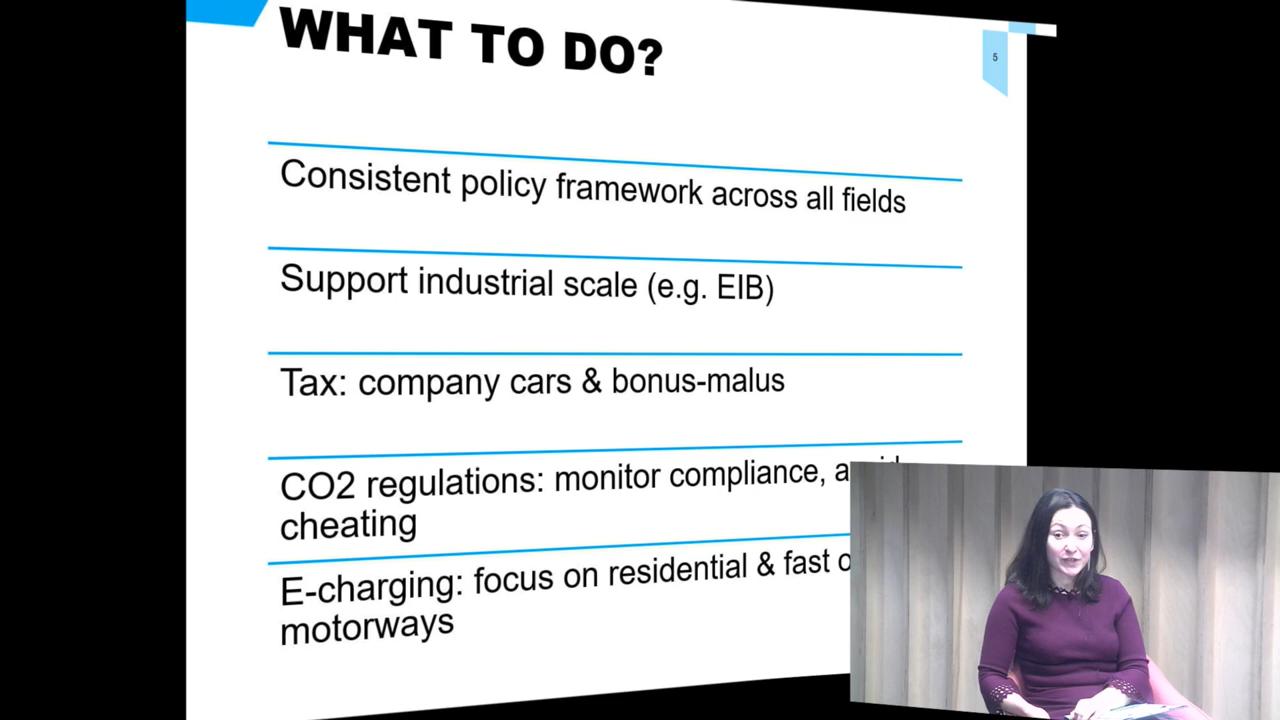 WHAT TO DO?
5
Consistent policy framework across all fields
Support industrial scale (e.g. EIB)
Tax: company cars & bonus-malus
CO2 regulations: monitor compliance,
cheating
E-charging: focus on residential & fast
motorways